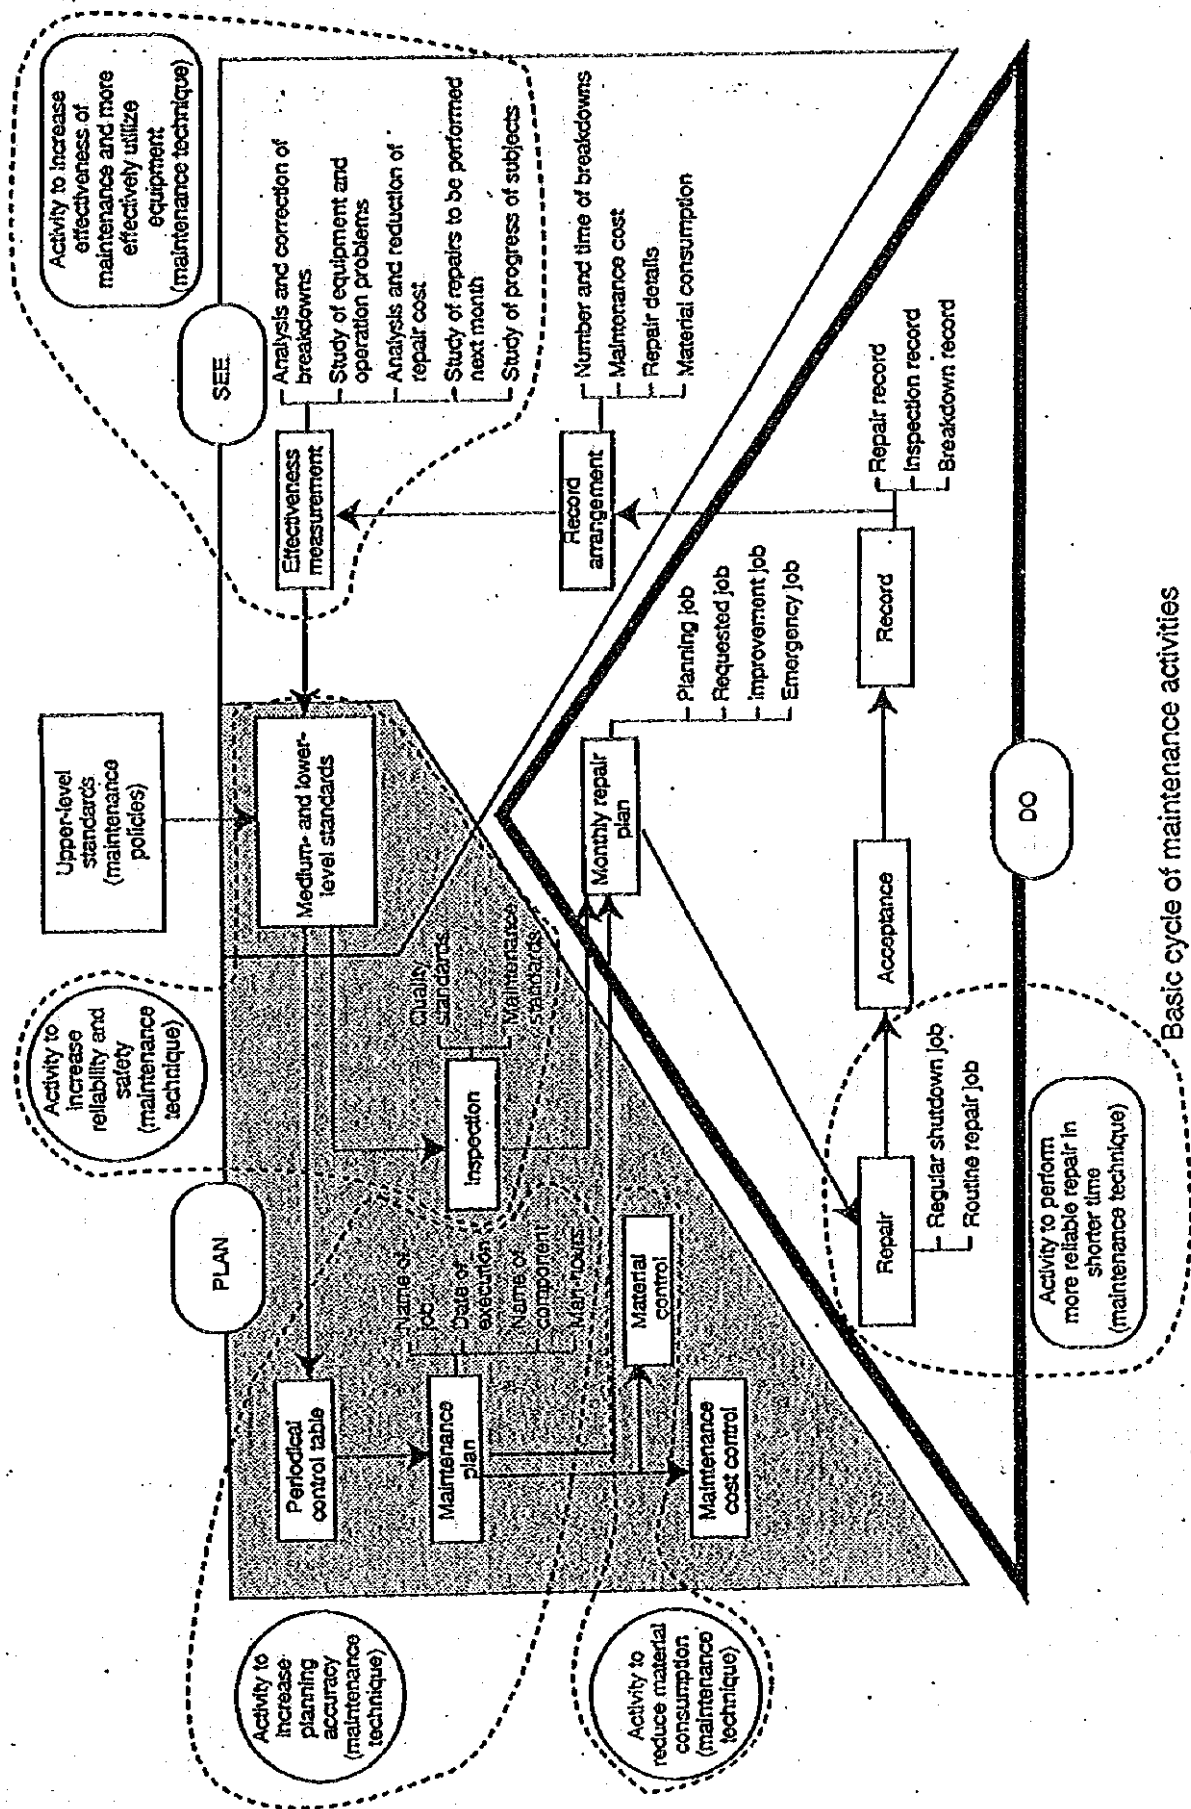 Upper-level
standards
(maintenance
policies)
Activity to increase
effectiveness of
maintenance and more
effectively utilize
equipment
(maintenance technique)
Activity to
increase
reliability and
safety
(maintenance
technique)
PLAN
SEE
Activity to
increase
planning
accuracy
(maintenance
technique)
Periodical
control table
Medium- and lower-
level standards
Effectiveness
measurement
Analysis and correction of
breakdowns
Study of equipment and
operation problems
Analysis and reduction of
repair cost
Study of repairs to be performed
next month
Study of progress of subjects
Maintenance
plan
Name of
job
Date of
execution
Name of
component
Man-hours
Inspection
Quality
standards
Maintenance
standards
Activity to
reduce material
consumption
(maintenance
technique)
Material
control
Maintenance
cost control
Monthly repair
plan
Planning job
Requested job
Improvement job
Emergency job
Record
arrangement
Number and time of breakdowns
Maintonance cost
Repair details
Material consumption
Repair
Regular shutdown job
Routine repair job
Acceptance
Record
Repair record
Inspection record
Breakdown record
Activity to perform
more reliable repair in
shorter time
(maintenance technique)
DO
Basic cycle of maintenance activities